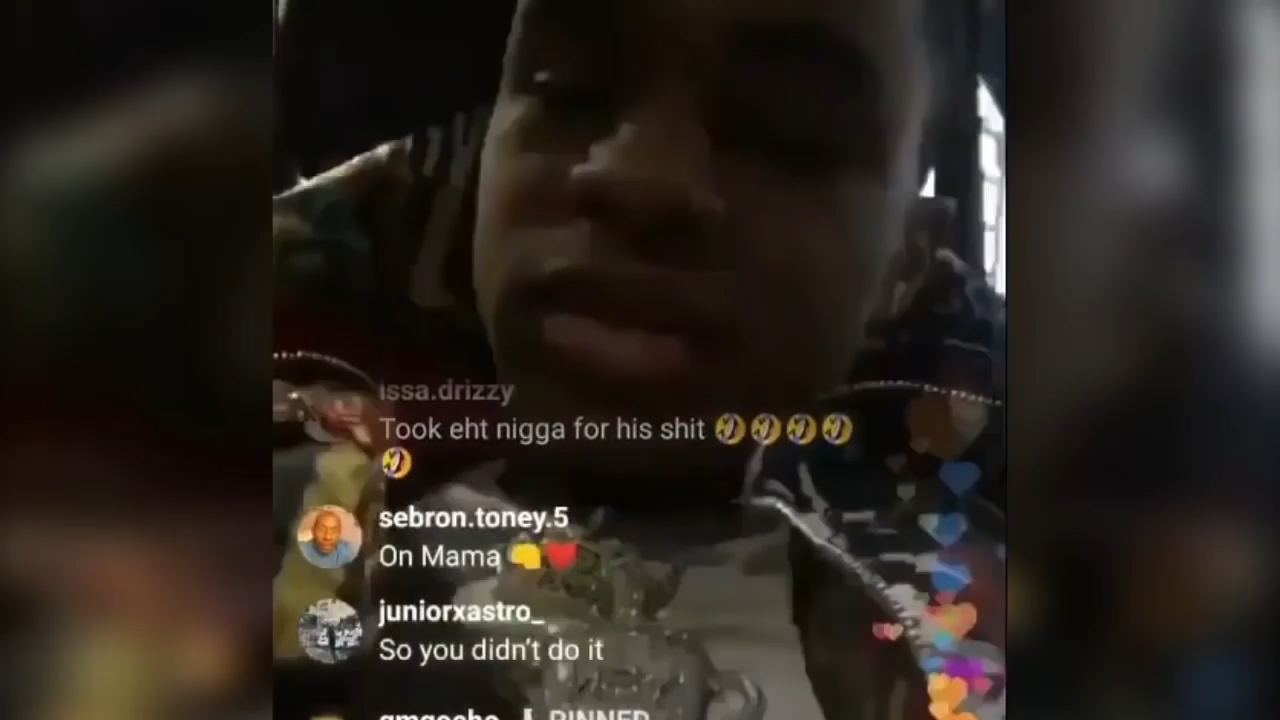 issa.drizzy
Took eht nigga for his shit 🤣🤣🤣🤣
🤣
sebron.toney.5
On Mama 👊❤️
juniorxastro_
So you didn't do it
PINNED